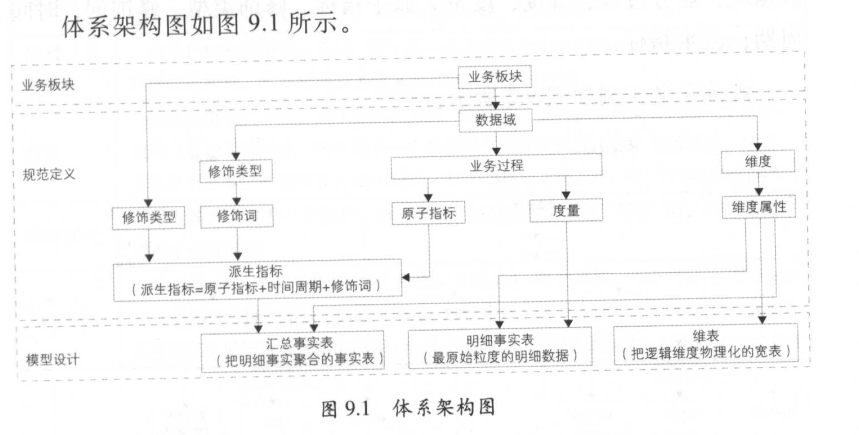 体系架构图如图 9.1 所示。
业务板块
业务板块
数据域
规范定义
修饰类型
业务过程
维度
修饰类型
修饰词
原子指标
度量
维度属性
派生指标
（派生指标=原子指标+时间周期+修饰词）
模型设计
汇总事实表
（把明细事实聚合的事实表）
明细事实表
（最原始粒度的明细数据）
维表
（把逻辑维度物理化的宽表）
图 9.1 体系架构图